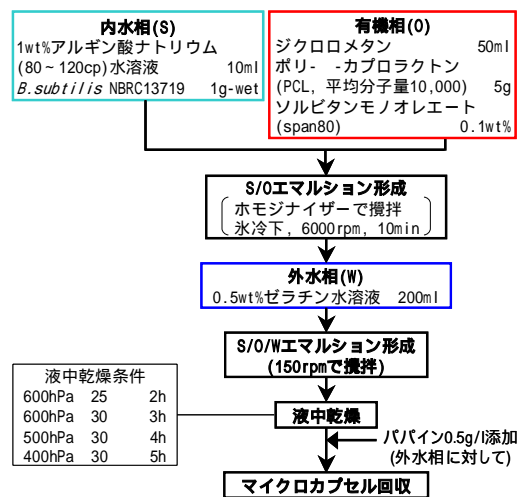 内水相(S)
1wt%アルギン酸ナトリウム
(80~120cp)水溶液 10ml
B.subtilis NBRC13719 1g-wet
有機相(O)
ジクロロメタン 50ml
ポリ- -カプロラクトン
(PCL, 平均分子量10,000) 5g
ソルビタンモノオレエート
(span80) 0.1wt%
S/Oエマルション形成
ホモジナイザーで攪拌
氷冷下, 6000rpm, 10min
外水相(W)
0.5wt%ゼラチン水溶液 200ml
S/O/Wエマルション形成
(150rpmで攪拌)
液中乾燥条件
600hPa 25 2h
600hPa 30 3h
500hPa 30 4h
400hPa 30 5h
液中乾燥
パパイン0.5g/l添加
(外水相に対して)
マイクロカプセル回収